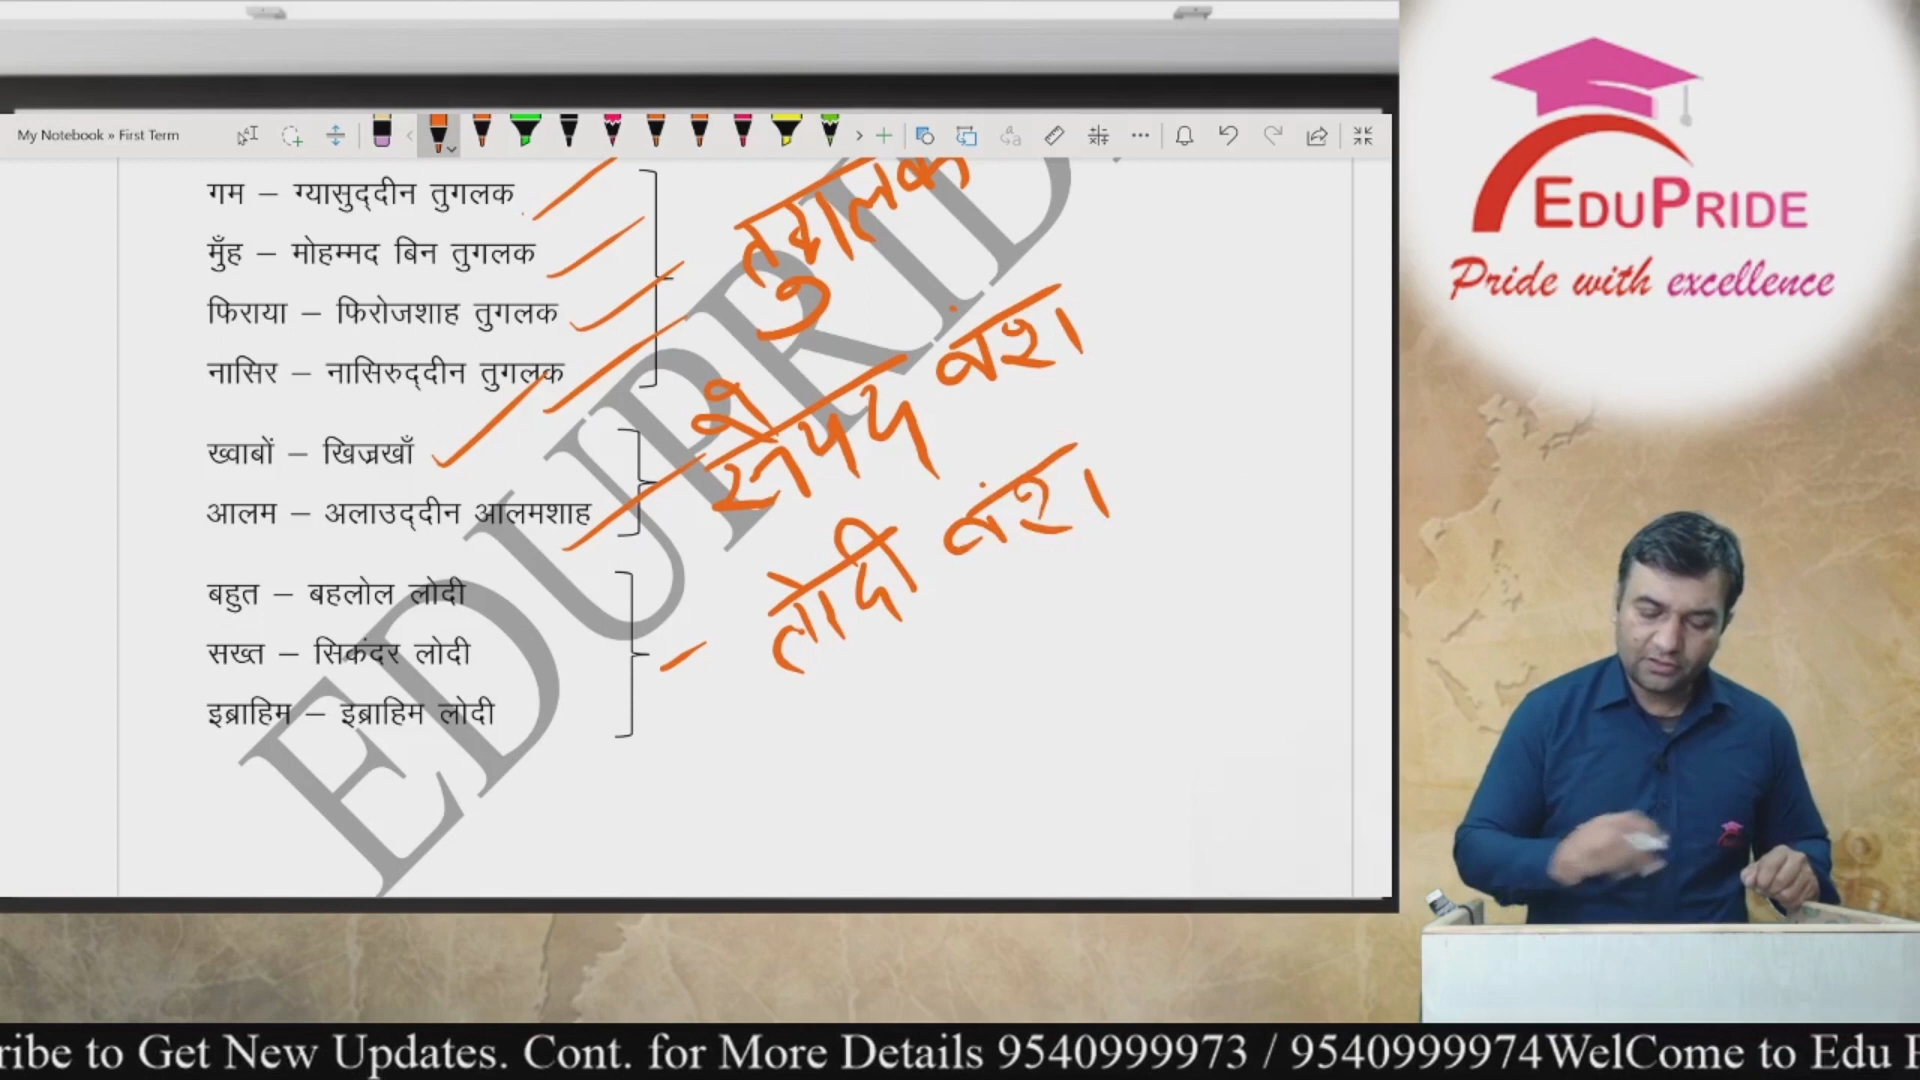 My Notebook » First Term
गम – ग्यासुद्दीन तुगलक
मुँह – मोहम्मद बिन तुगलक
फिराया – फिरोजशाह तुगलक
नासिर – नासिरुद्दीन तुगलक
ख्वाबों – खिज्रखाँ
आलम – अलाउद्दीन आलमशाह
बहुत – बहलोल लोदी
सख्त – सिकंदर लोदी
इब्राहिम – इब्राहिम लोदी
तुगलक
सैयद वंश
लोदी वंश
EDUPRIDE
EDUPRIDE
Pride with excellence
ribe to Get New Updates. Cont. for More Details 9540999973 / 9540999974WelCome to Edu